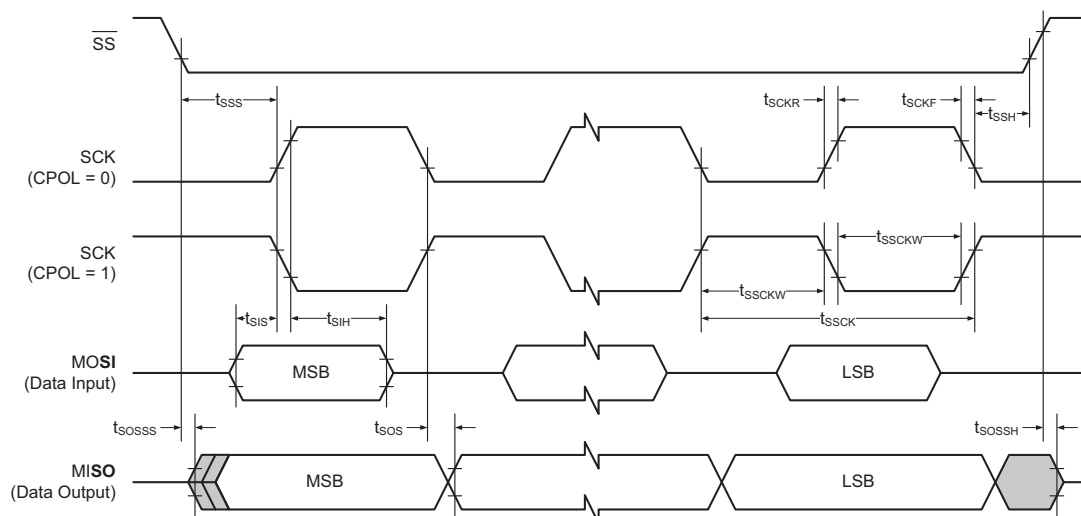 SS
tSSS
tSCKR
tSCKF
tSSH
SCK
(CPOL = 0)
SCK
(CPOL = 1)
tSSCKW
tSSCKW
tSSCK
tSIS
tSIH
MOSI
(Data Input)
MSB
LSB
tSOSSS
tSOS
tSOSSH
MISO
(Data Output)
MSB
LSB